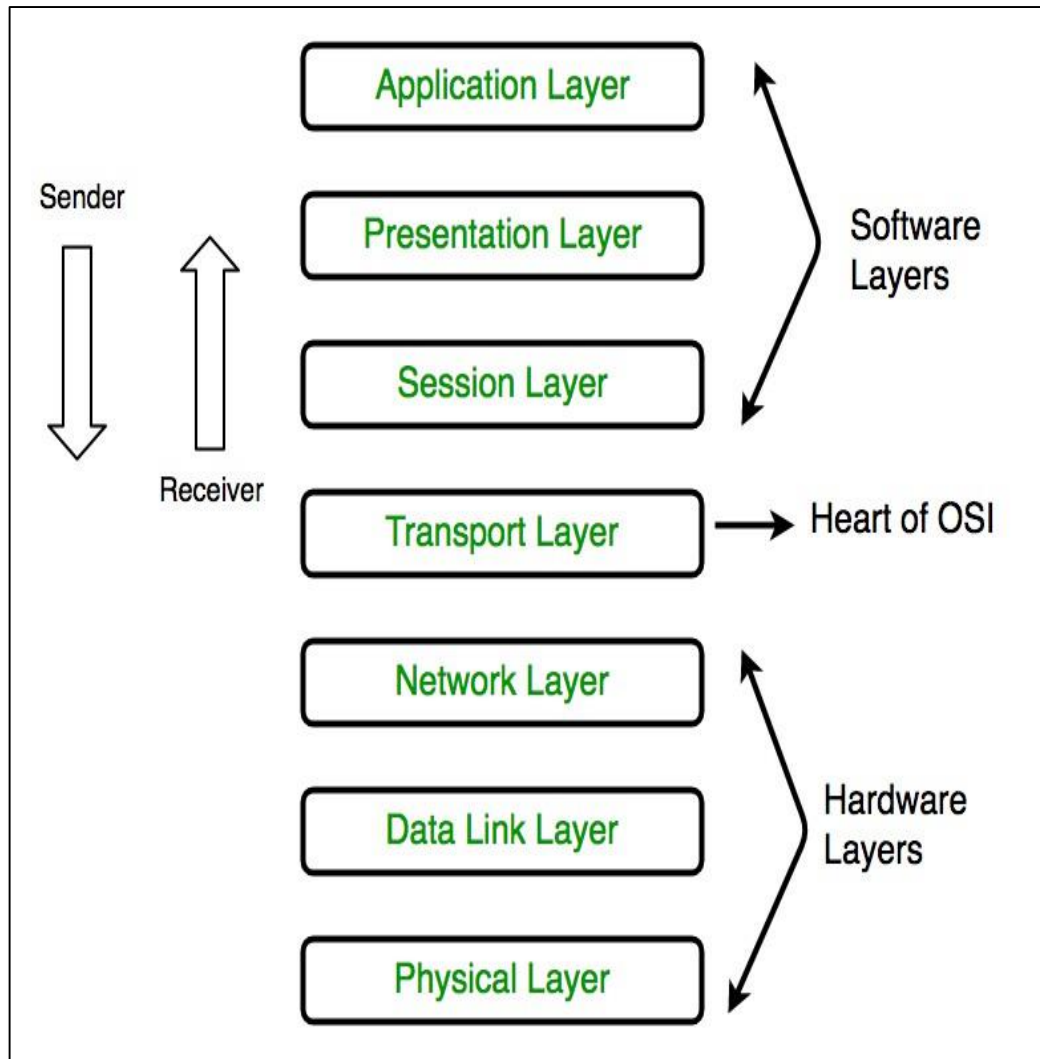 Application Layer
Sender
Presentation Layer
Software
Layers
Session Layer
Receiver
Transport Layer
Heart of OSI
Network Layer
Hardware
Layers
Data Link Layer
Physical Layer